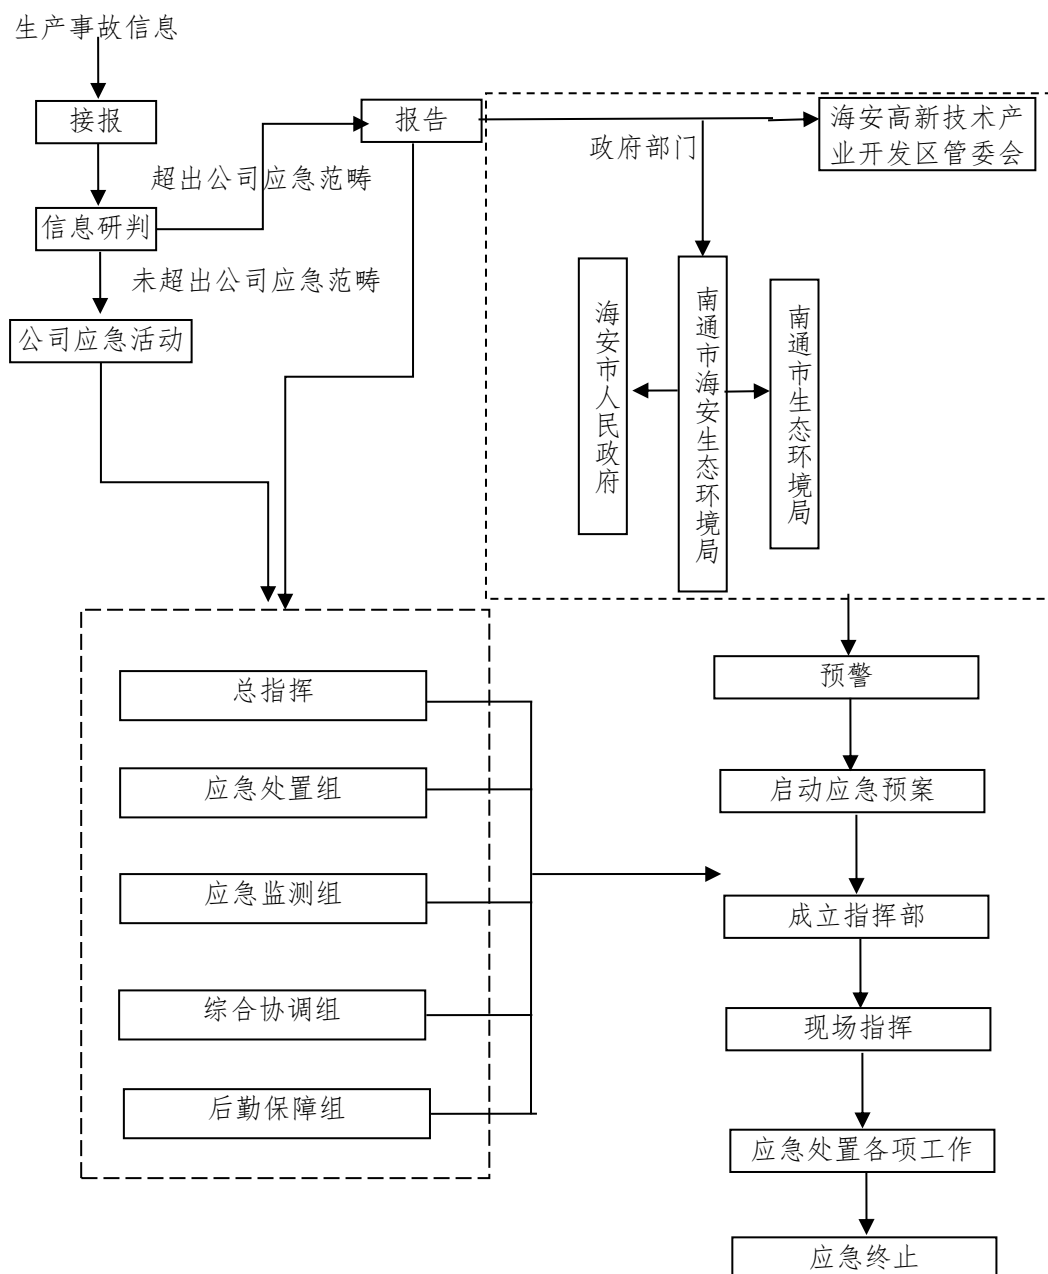 生产事故信息
接报
报告
海安高新技术产
业开发区管委会
政府部门
超出公司应急范畴
信息研判
未超出公司应急范畴
公司应急活动
海安市人民政府
南通市海安生态环境局
南通市生态环境局
总指挥
应急处置组
应急监测组
综合协调组
后勤保障组
预警
启动应急预案
成立指挥部
现场指挥
应急处置各项工作
应急终止